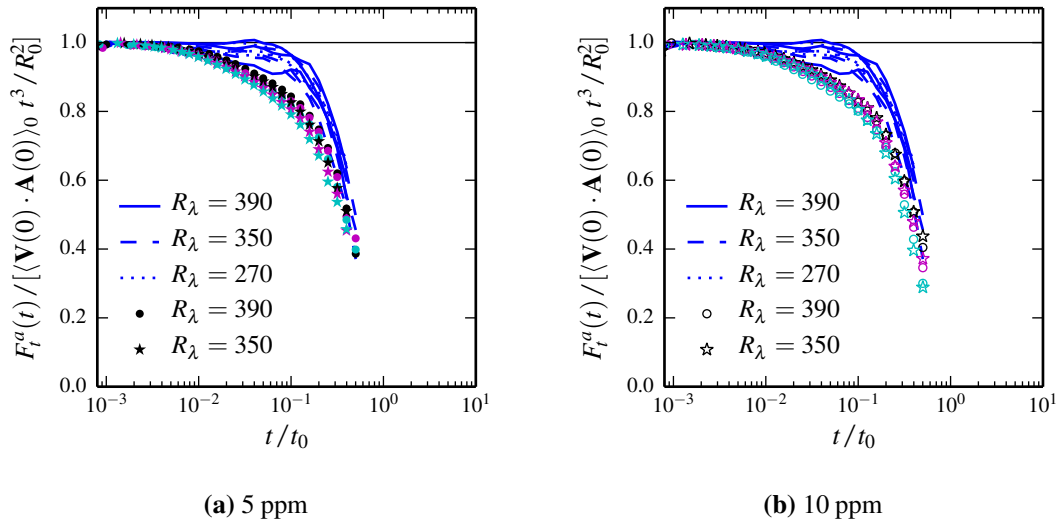 F_t^a(t) / [⟨V(0) · A(0)⟩_0 t^3 / R_0^2]
1.0
0.8
0.6
0.4
0.2
0.0
R_λ = 390
R_λ = 350
R_λ = 270
R_λ = 390
R_λ = 350
10^−3 10^−2 10^−1 10^0 10^1
t/t_0
(a) 5 ppm
F_t^a(t) / [⟨V(0) · A(0)⟩_0 t^3 / R_0^2]
1.0
0.8
0.6
0.4
0.2
0.0
R_λ = 390
R_λ = 350
R_λ = 270
R_λ = 390
R_λ = 350
10^−3 10^−2 10^−1 10^0 10^1
t/t_0
(b) 10 ppm